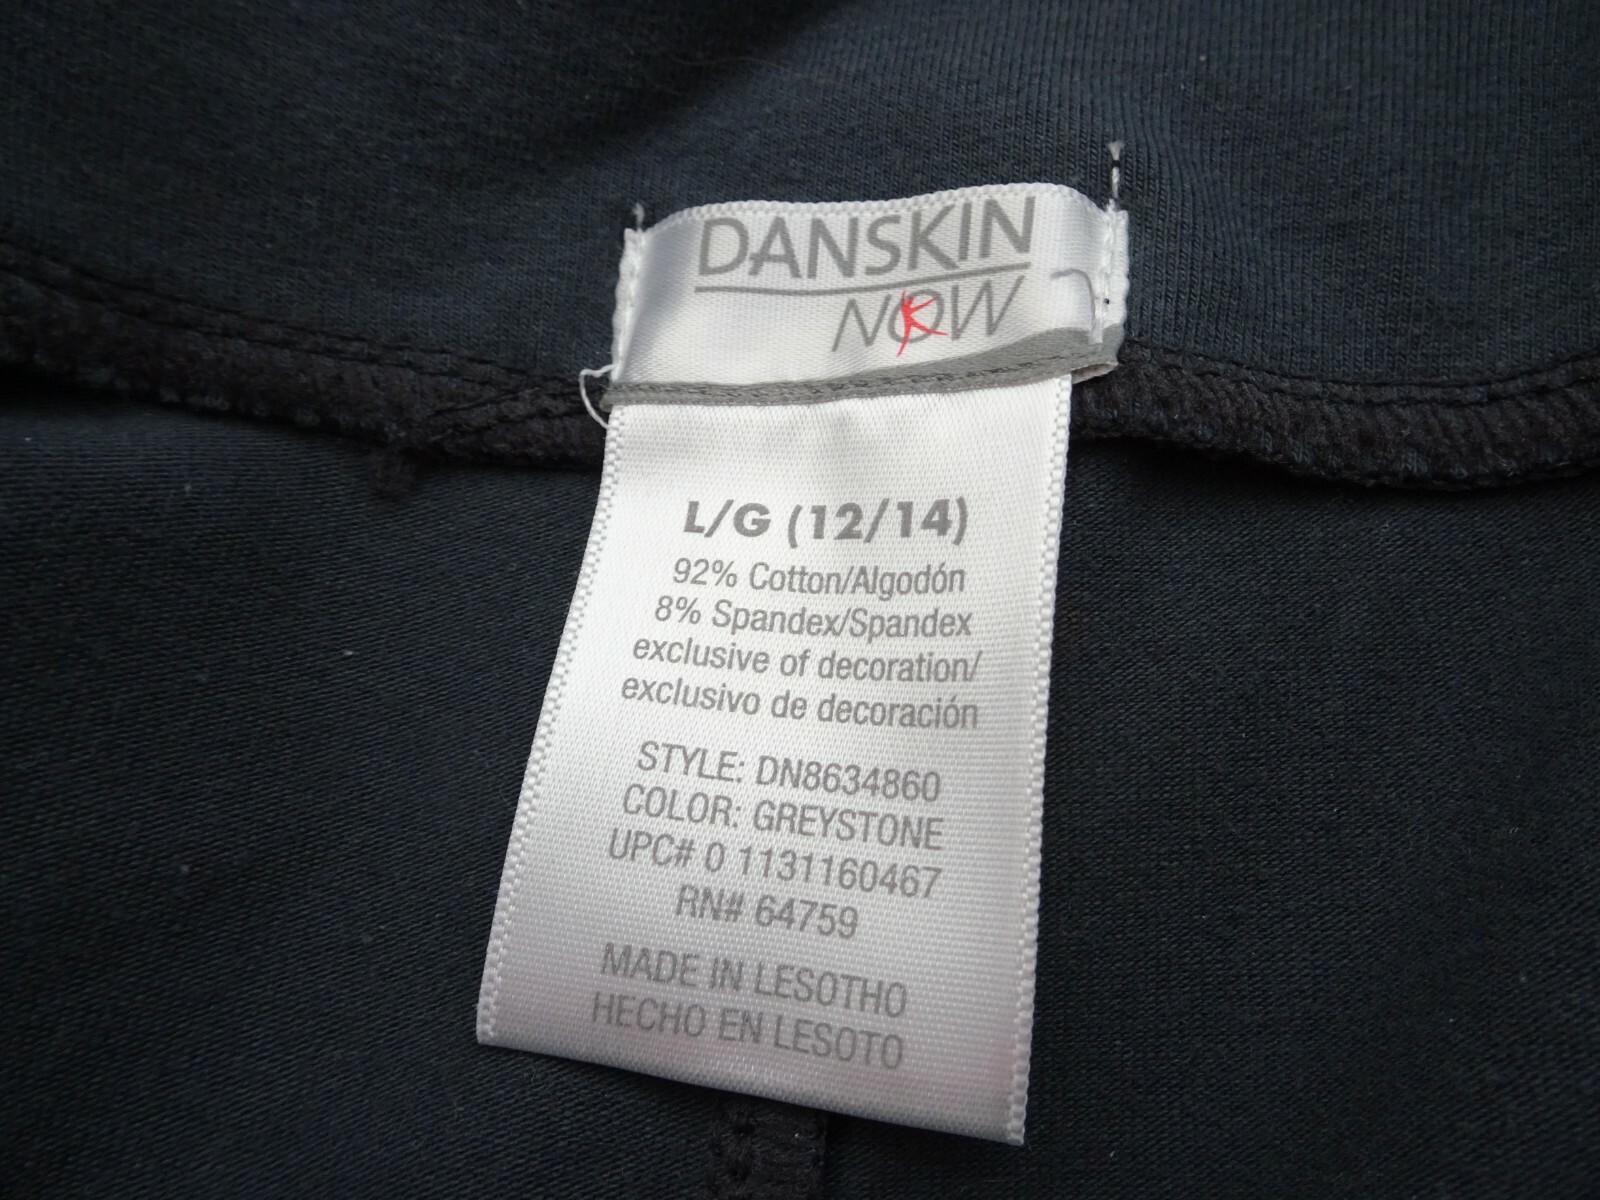 DANSKIN
NOW
L/G (12/14)
92% Cotton/Algodón
8% Spandex/Spandex
exclusive of decoration/
exclusivo de decoración
STYLE: DN8634860
COLOR: GREYSTONE
UPC# 0 1131160467
RN# 64759
MADE IN LESOTHO
HECHO EN LESOTO